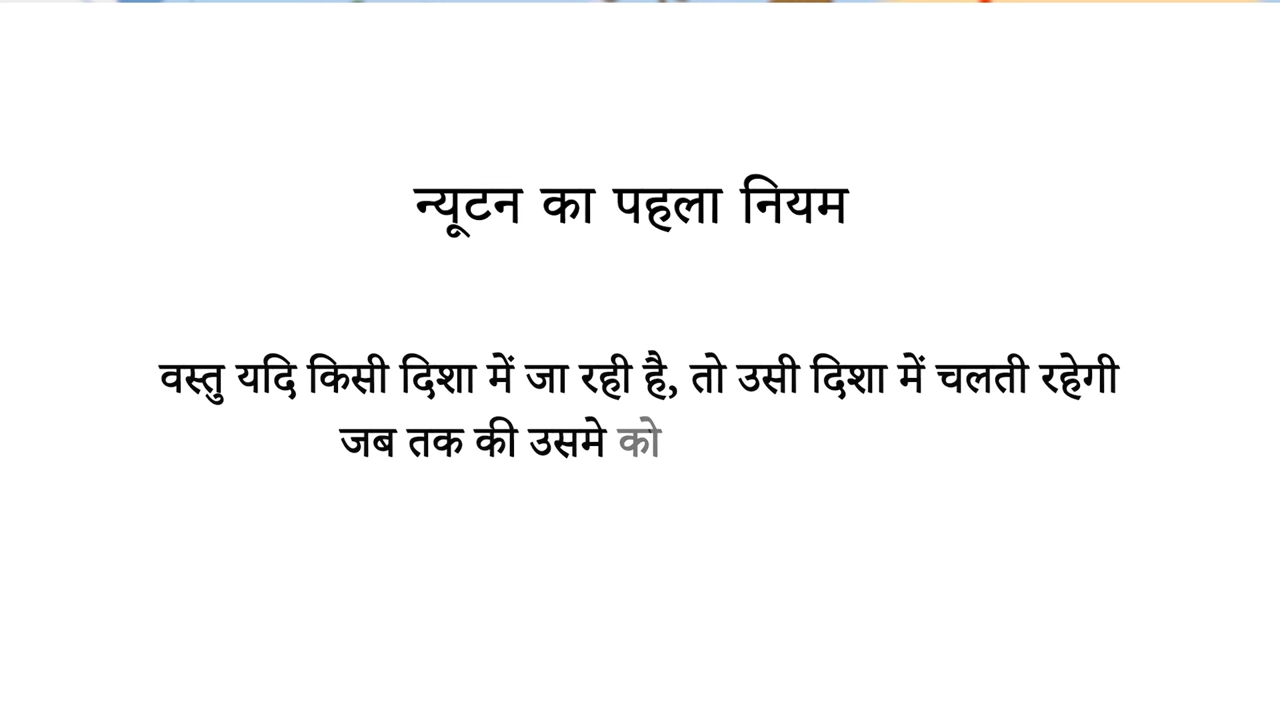 न्यूटन का पहला नियम
वस्तु यदि किसी दिशा में जा रही है, तो उसी दिशा में चलती रहेगी
जब तक की उसमे को